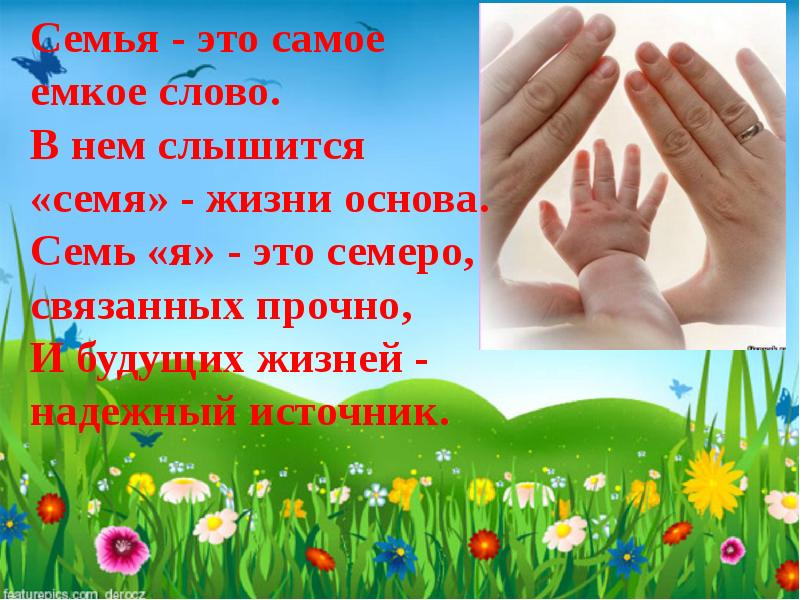 Семья - это самое
емкое слово.
В нем слышится
«семя» - жизни основа.
Семь «я» - это семеро,
связанных прочно,
И будущих жизней -
надежный источник.
featurepics.com derocz